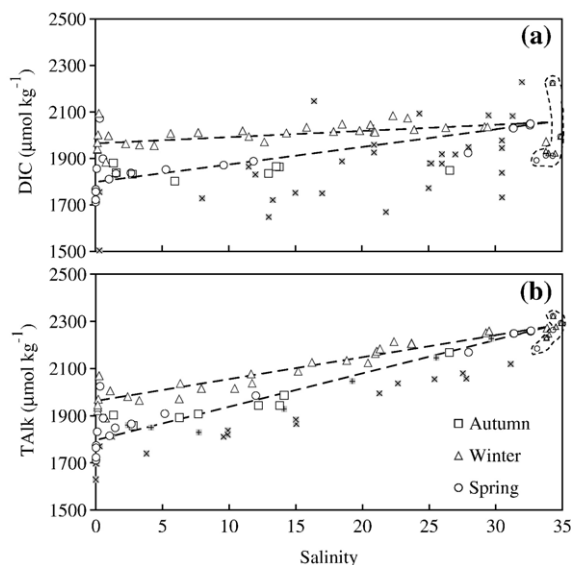 (a)
2500
2300
2100
1900
1700
1500
DIC (μmol kg⁻¹)
(b)
2500
2300
2100
1900
1700
1500
TAlk (μmol kg⁻¹)
Autumn
Winter
Spring
0 5 10 15 20 25 30 35
Salinity